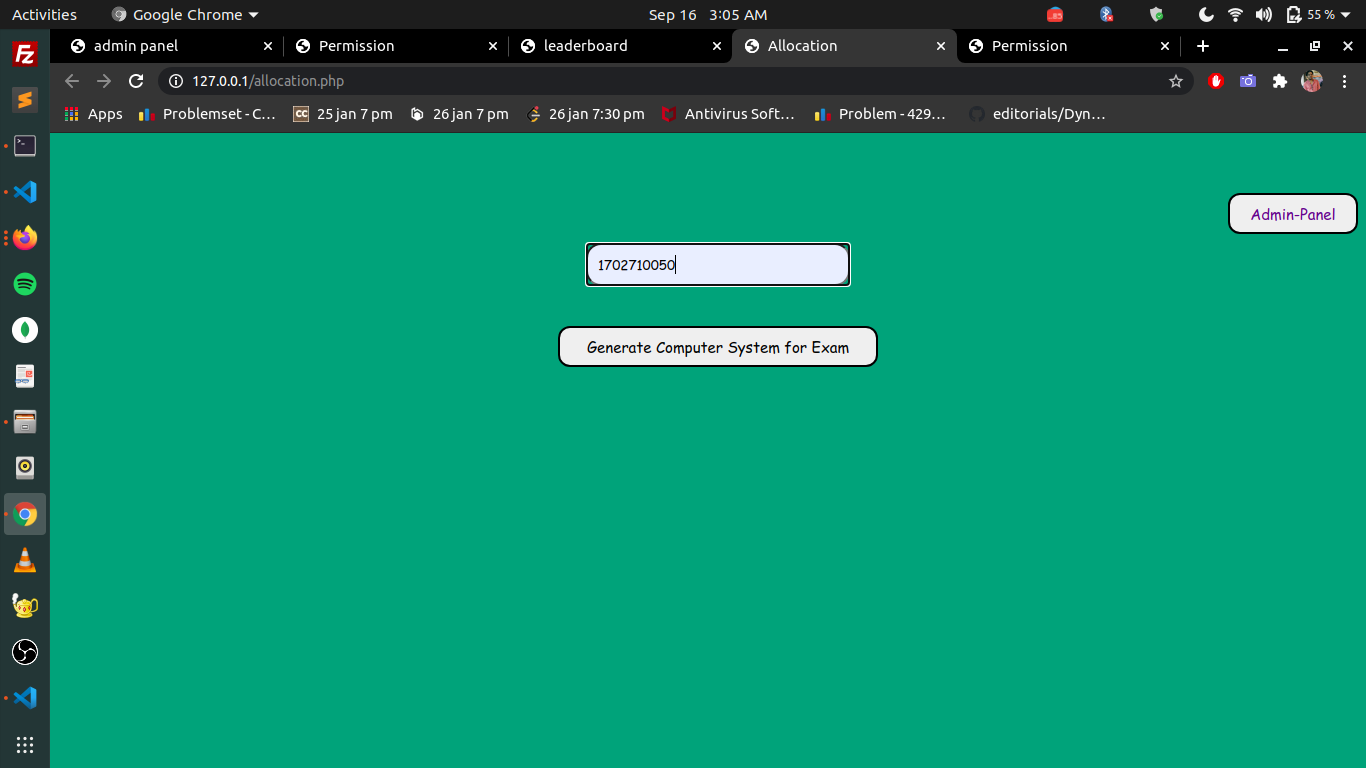 Activities Google Chrome Sep 16 3:05 AM 55 %
admin panel Permission leaderboard Allocation Permission
127.0.0.1/allocation.php
Apps Problemset - C... CC 25 jan 7 pm 26 jan 7 pm 26 jan 7:30 pm Antivirus Soft... Problem - 429... editorials/Dyn...
Admin-Panel
1702710050
Generate Computer System for Exam